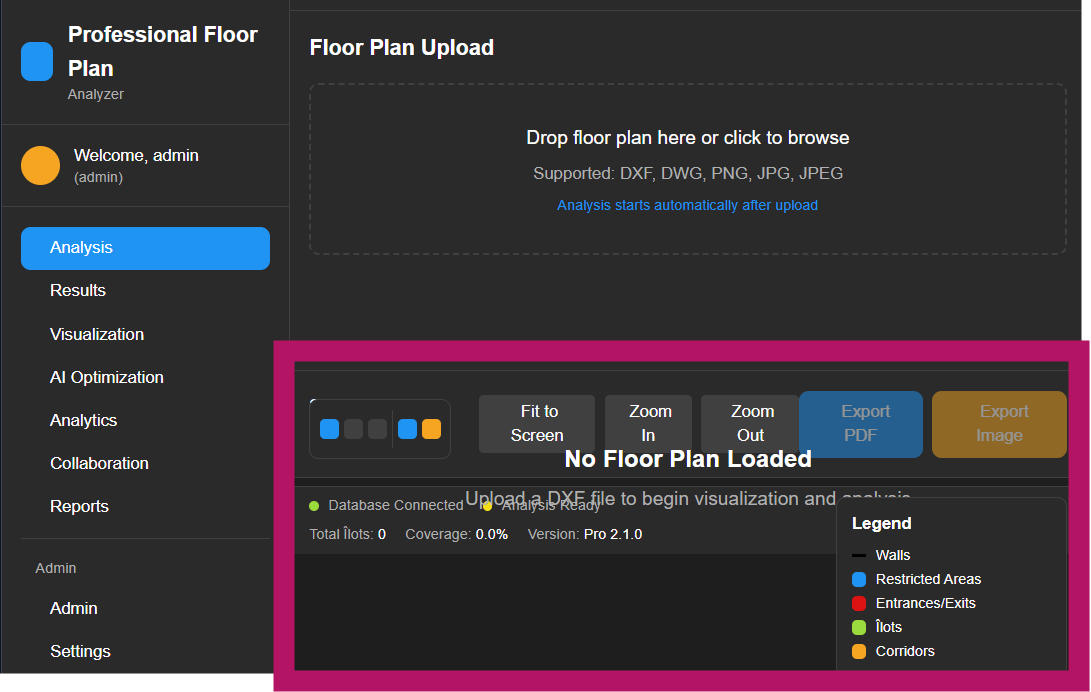 Professional Floor
Plan
Analyzer
Welcome, admin
(admin)
Analysis
Results
Visualization
AI Optimization
Analytics
Collaboration
Reports
Admin
Admin
Settings
Floor Plan Upload
Drop floor plan here or click to browse
Supported: DXF, DWG, PNG, JPG, JPEG
Analysis starts automatically after upload
Fit to
Screen
Zoom
In
Zoom
Out
Export
PDF
Export
Image
No Floor Plan Loaded
Upload a DXF file to begin visualization and analysis
Database Connected
Analysis Ready
Total Îlots: 0 Coverage: 0.0% Version: Pro 2.1.0
Legend
Walls
Restricted Areas
Entrances/Exits
Îlots
Corridors